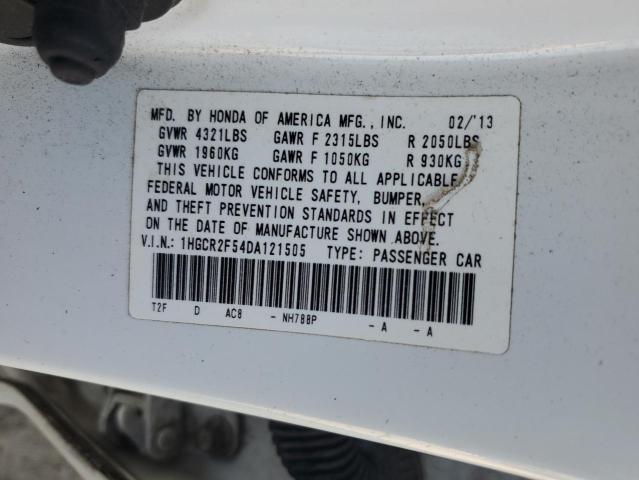 MFD. BY HONDA OF AMERICA MFG., INC. 02/'13
GVWR 4321LBS GAWR F 2315LBS R 2050LBS
GVWR 1960KG GAWR F 1050KG R 930KG
THIS VEHICLE CONFORMS TO ALL APPLICABLE
FEDERAL MOTOR VEHICLE SAFETY, BUMPER,
AND THEFT PREVENTION STANDARDS IN EFFECT
ON THE DATE OF MANUFACTURE SHOWN ABOVE.
V.I.N.: 1HGCR2F54DA121505 TYPE: PASSENGER CAR
T2F D AC8 - NH788P - A - A